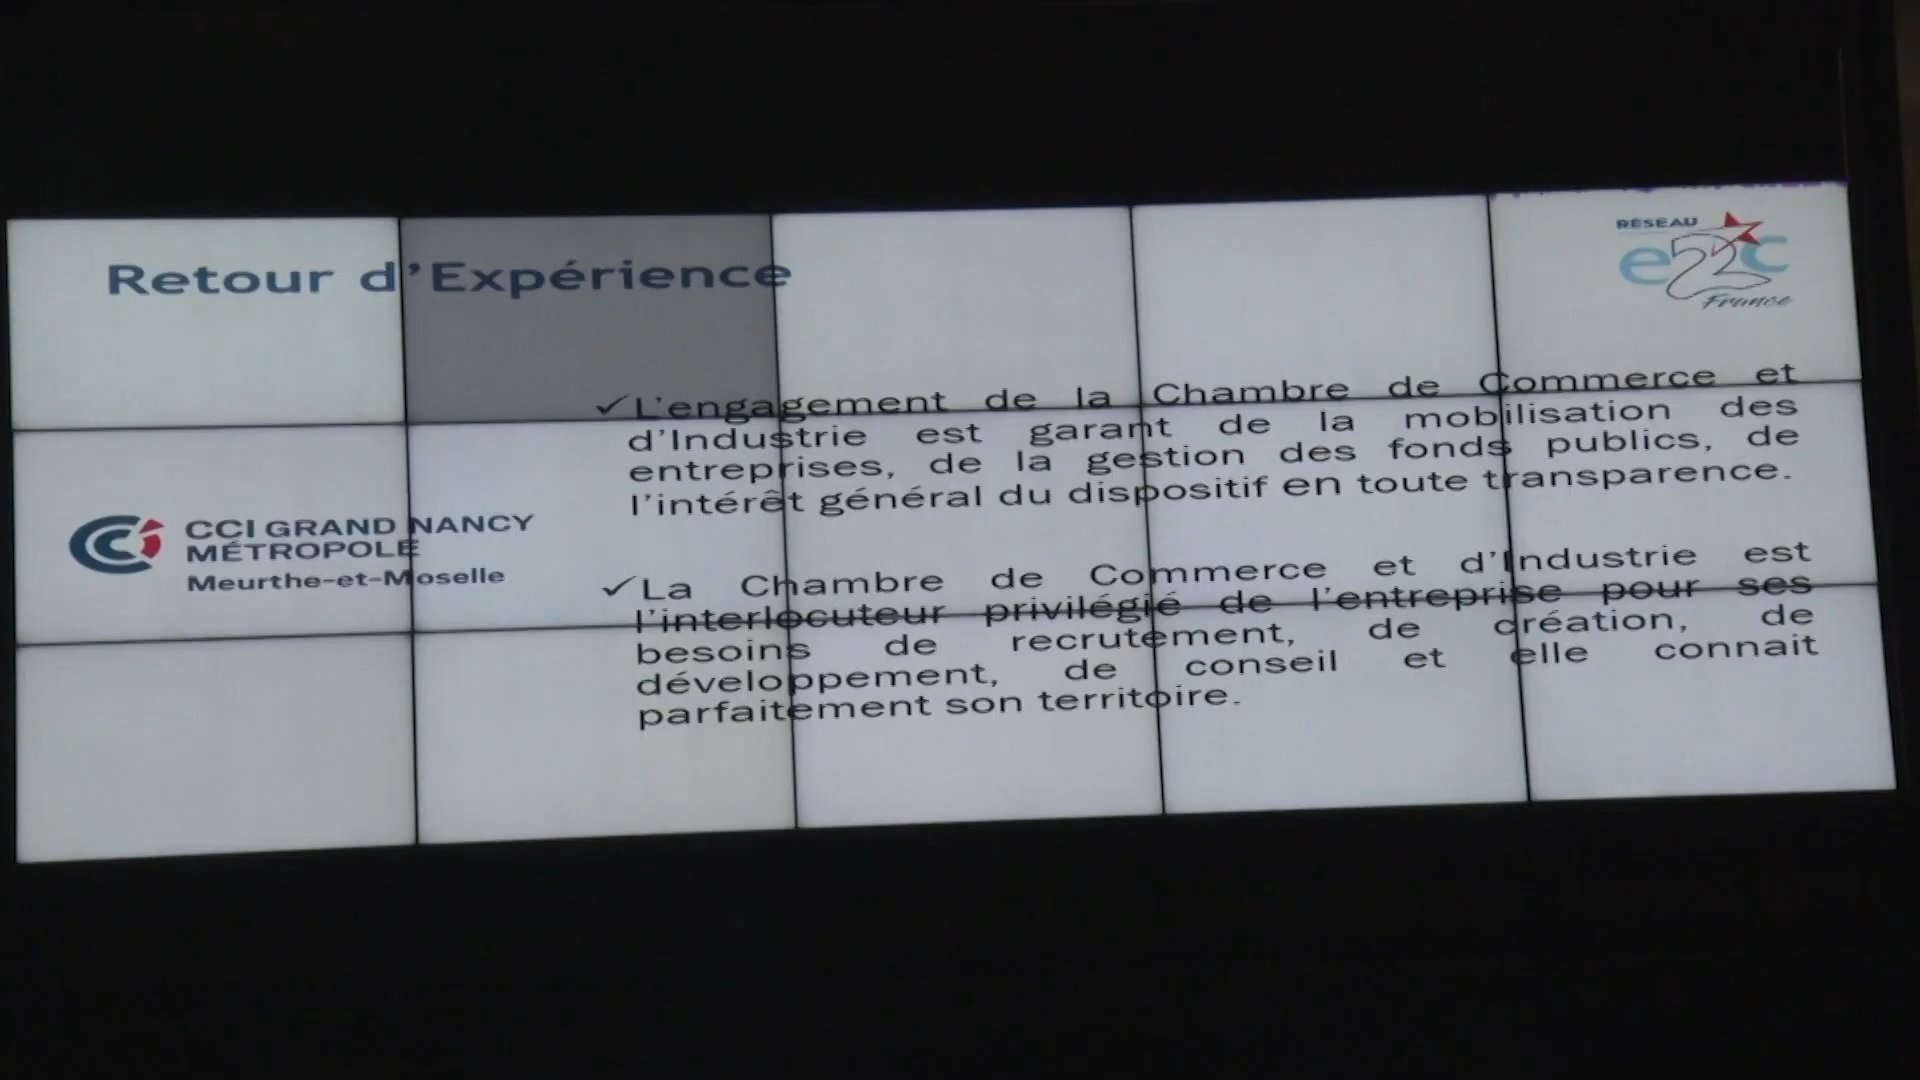 Retour d'Expérience
RÉSEAU
e2c
France
✓L'engagement de la Chambre de Commerce et
d'Industrie est garant de la mobilisation des
entreprises, de la gestion des fonds publics, de
l'intérêt général du dispositif en toute transparence.
CCI GRAND NANCY
MÉTROPOLE
Meurthe-et-Moselle
✓La Chambre de Commerce et d'Industrie est
l'interlocuteur privilégié de l'entreprise pour ses
besoins de recrutement, de création, de
développement, de conseil et elle connait
parfaitement son territoire.